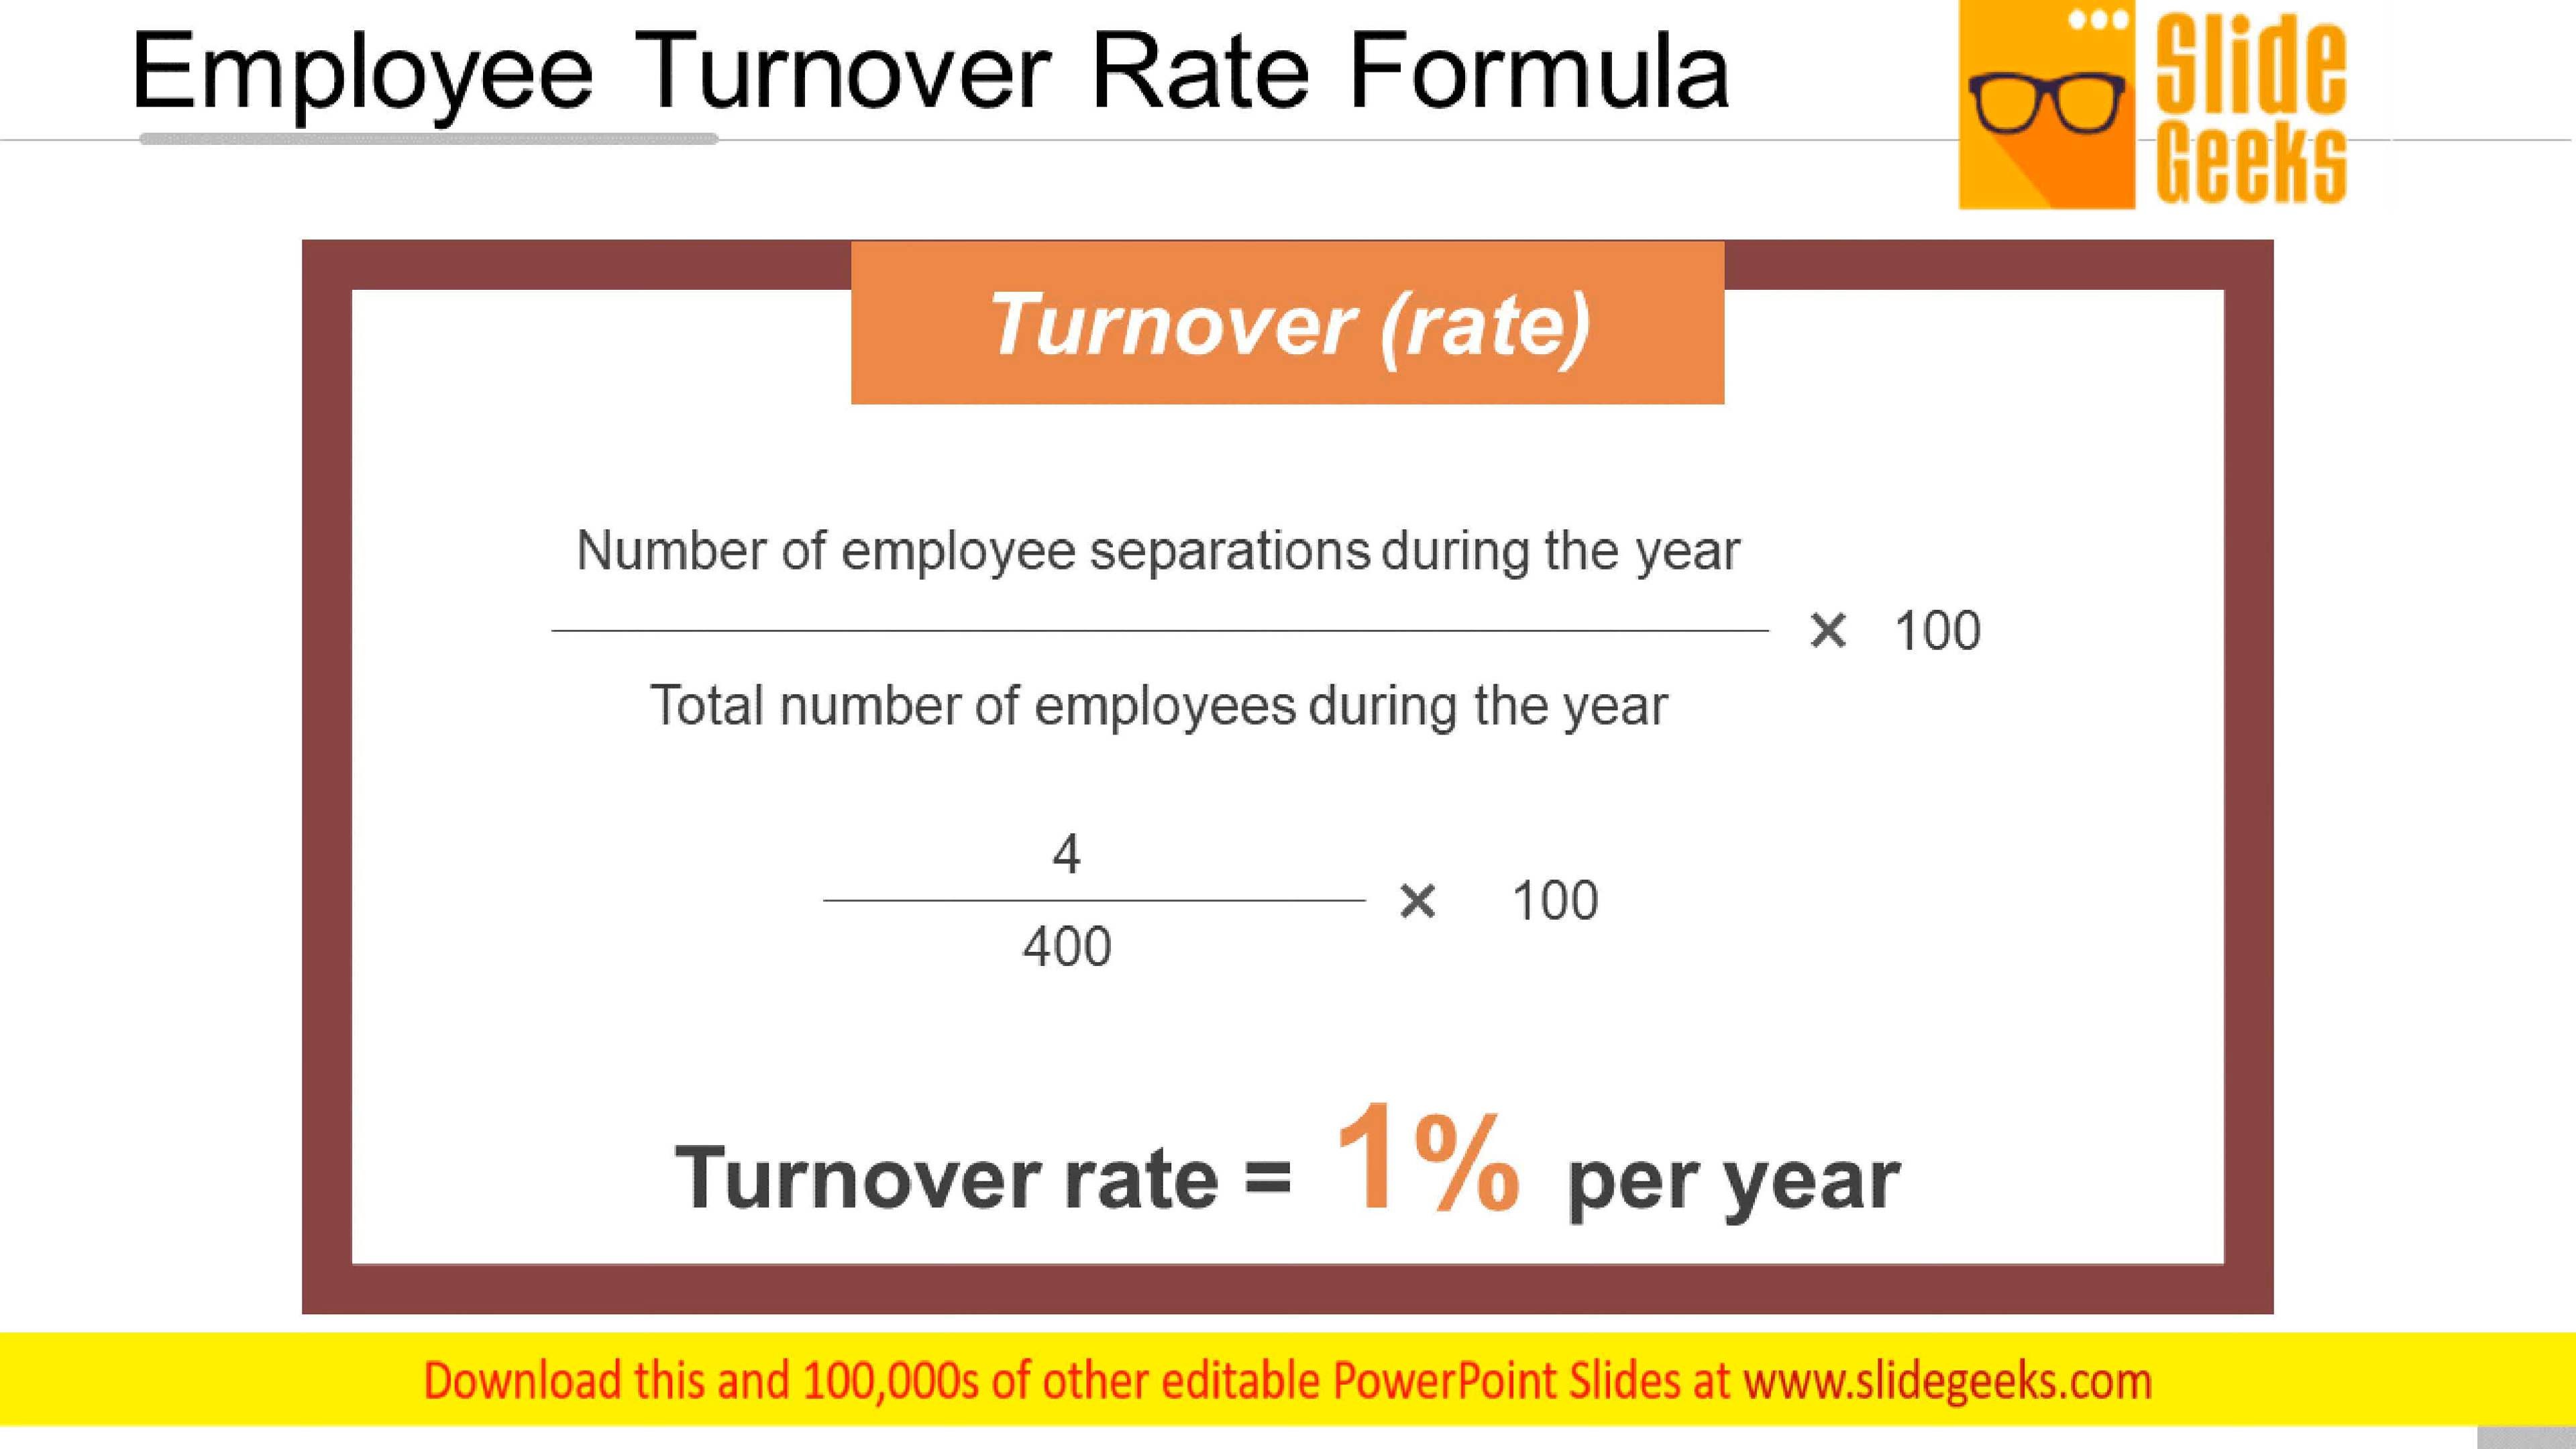 Employee Turnover Rate Formula
Slide
Geeks
Turnover (rate)
Number of employee separations during the year
× 100
Total number of employees during the year
4
× 100
400
Turnover rate = 1% per year
Download this and 100,000s of other editable PowerPoint Slides at www.slidegeeks.com